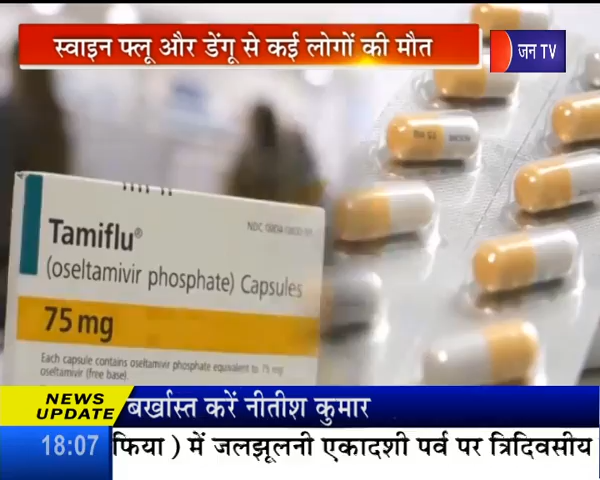 स्वाइन फ्लू और डेंगू से कई लोगों की मौत
जन TV
Tamiflu®
(oseltamivir phosphate) Capsules
75 mg
Each capsule contains oseltamivir phosphate equivalent to 75 mg
oseltamivir (free base).
NEWS
UPDATE
बर्खास्त करें नीतीश कुमार
18:07
फिया ) में जलझूलनी एकादशी पर्व पर त्रिदिवसीय